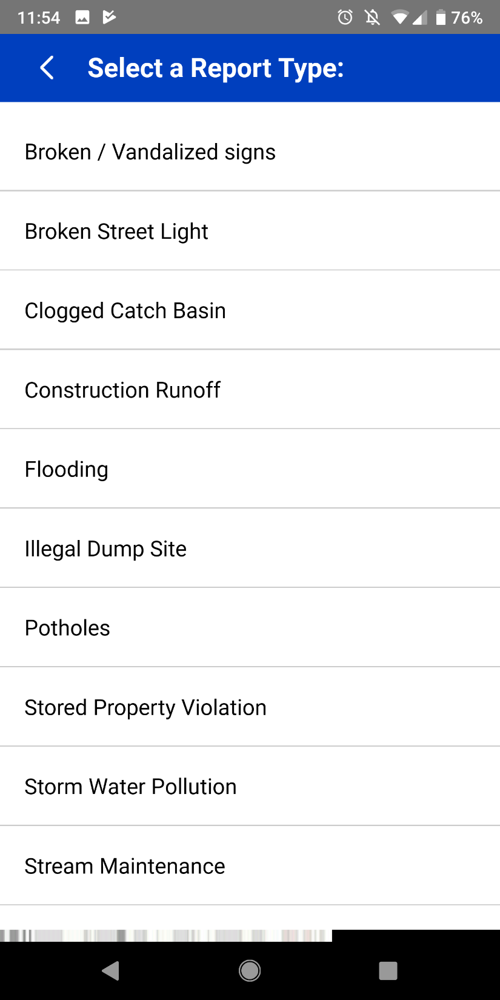 11:54
76%
Select a Report Type:
Broken / Vandalized signs
Broken Street Light
Clogged Catch Basin
Construction Runoff
Flooding
Illegal Dump Site
Potholes
Stored Property Violation
Storm Water Pollution
Stream Maintenance